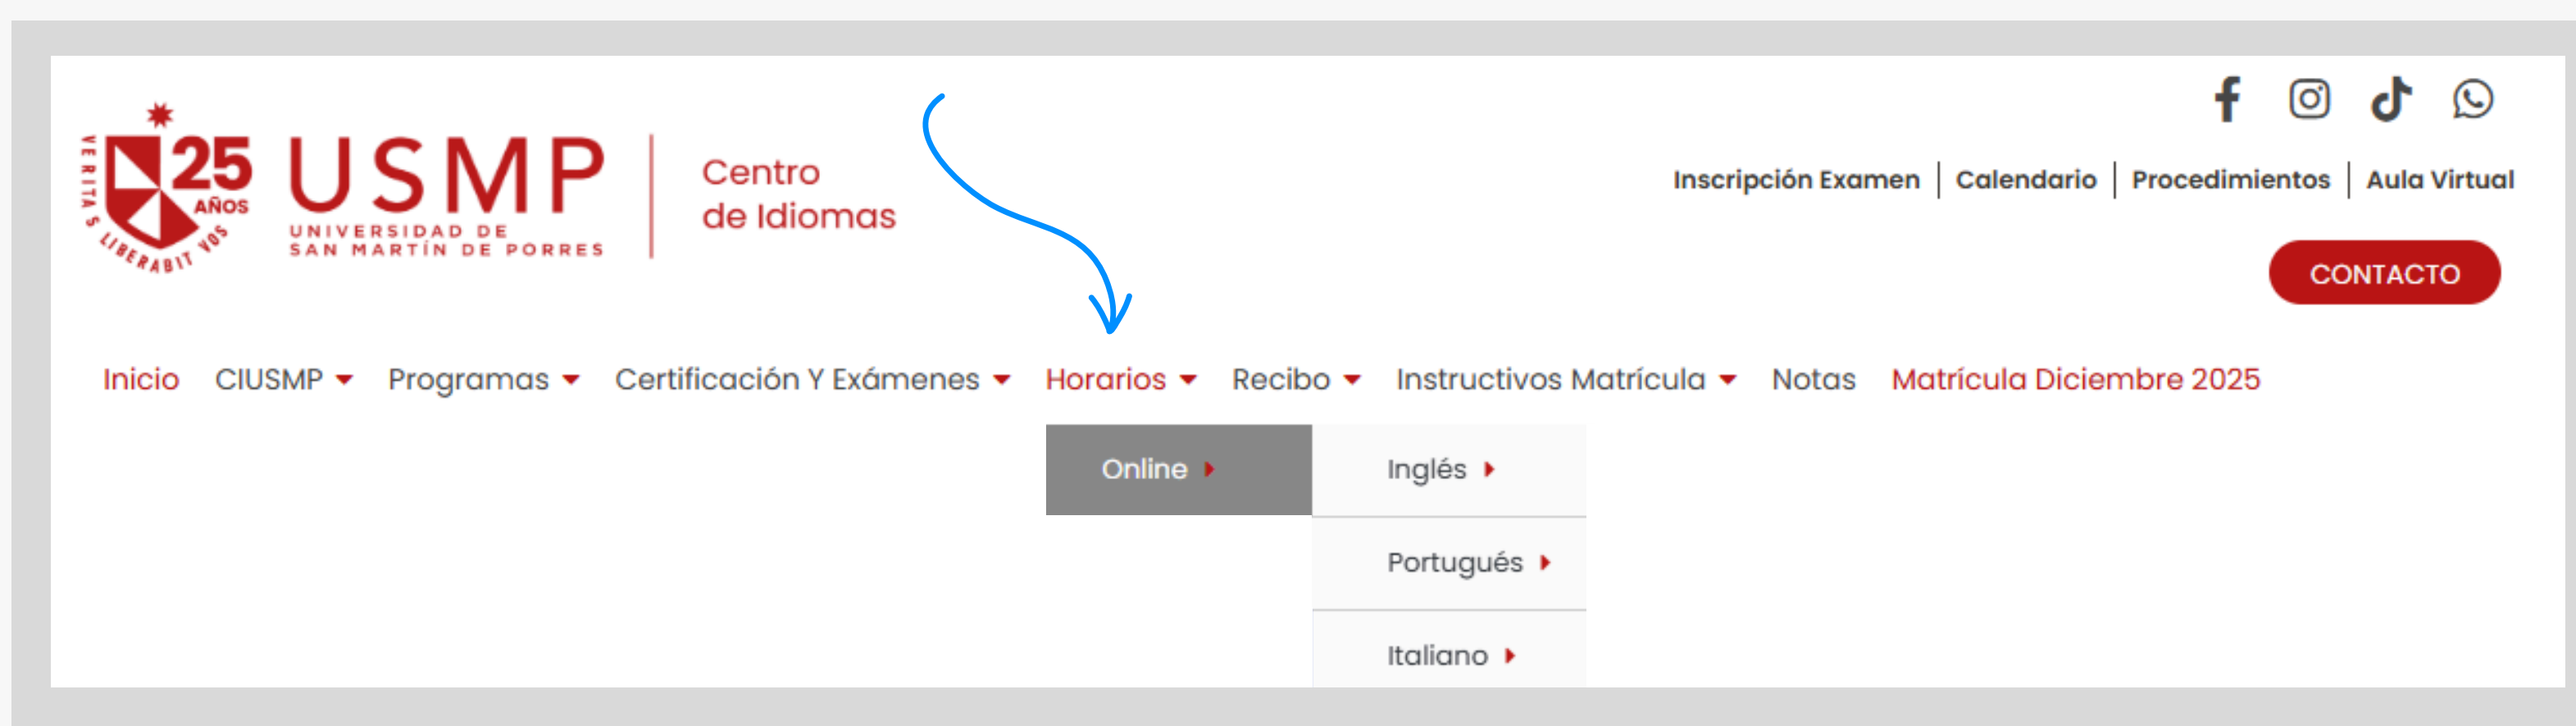 VERITAS LIBERABIT VOS
25
AÑOS
USMP
UNIVERSIDAD DE
SAN MARTÍN DE PORRES
Centro
de Idiomas
Inscripción Examen | Calendario | Procedimientos | Aula Virtual
CONTACTO
Inicio CIUSMP Programas Certificación Y Exámenes Horarios Recibo Instructivos Matrícula Notas Matrícula Diciembre 2025
Online Inglés
Portugués
Italiano